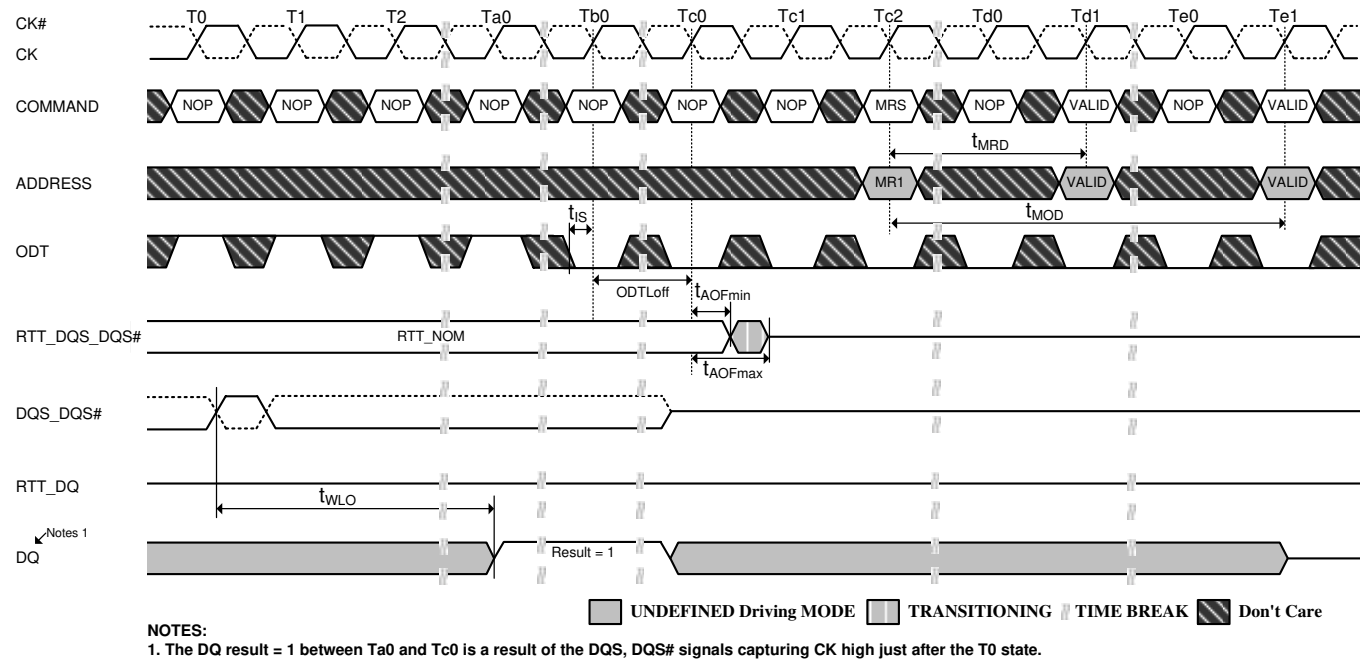 CK#
T0 T1 T2 Ta0 Tb0 Tc0 Tc1 Tc2 Td0 Td1 Te0 Te1
CK
COMMAND NOP NOP NOP NOP NOP NOP NOP MRS NOP VALID NOP VALID
tMRD
ADDRESS MR1 VALID VALID
tIS tMOD
ODT
ODTLoff tAOFmin
RTT_DQS_DQS# RTT_NOM
tAOFmax
DQS_DQS#
RTT_DQ
tWLO
Notes 1
DQ Result = 1
UNDEFINED Driving MODE TRANSITIONING TIME BREAK Don't Care
NOTES:
1. The DQ result = 1 between Ta0 and Tc0 is a result of the DQS, DQS# signals capturing CK high just after the T0 state.